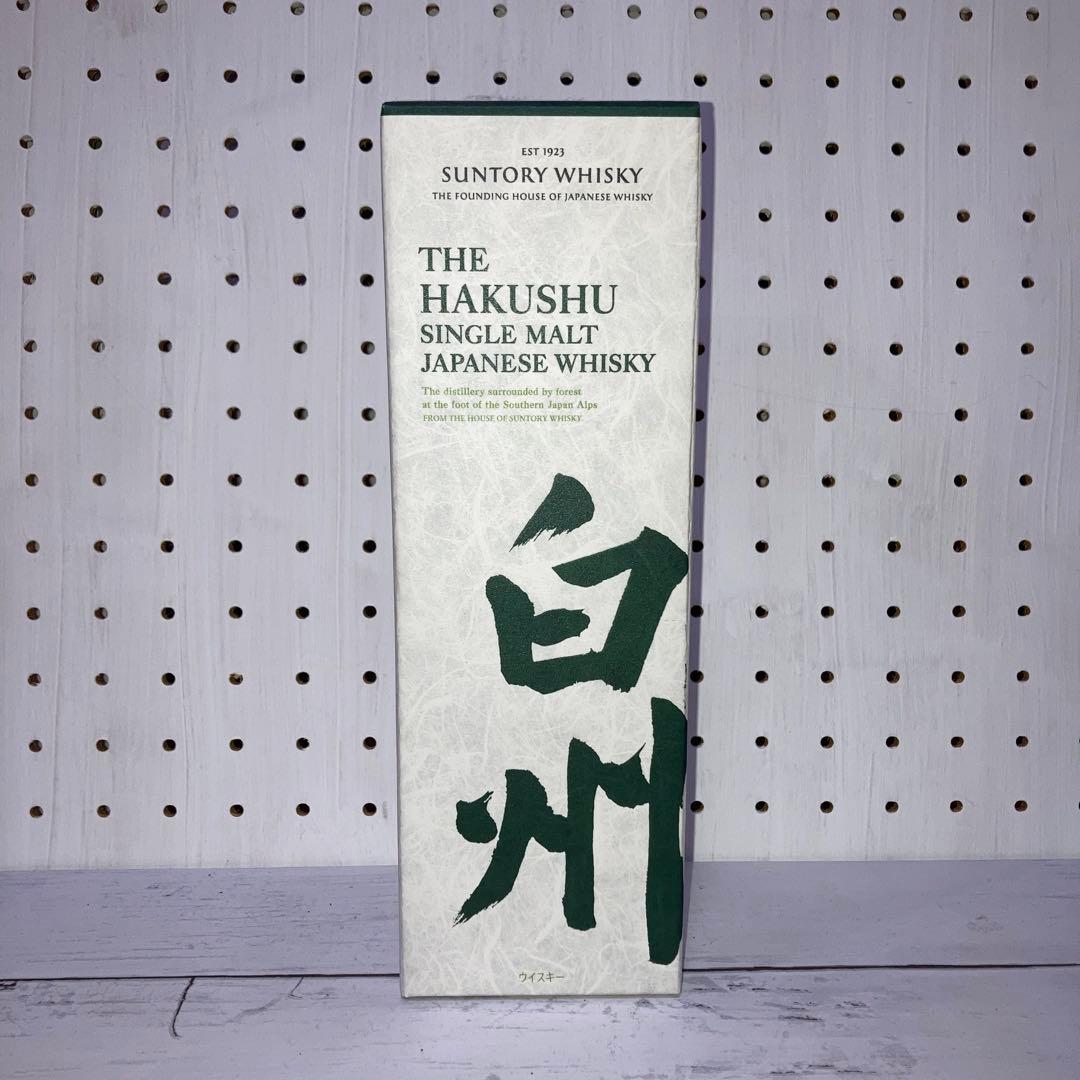 EST 1923
SUNTORY WHISKY
THE FOUNDING HOUSE OF JAPANESE WHISKY
THE
HAKUSHU
SINGLE MALT
JAPANESE WHISKY
The distillery surrounded by forest
at the foot of the Southern Japan Alps
FROM THE HOUSE OF SUNTORY WHISKY
白
州
ウイスキー